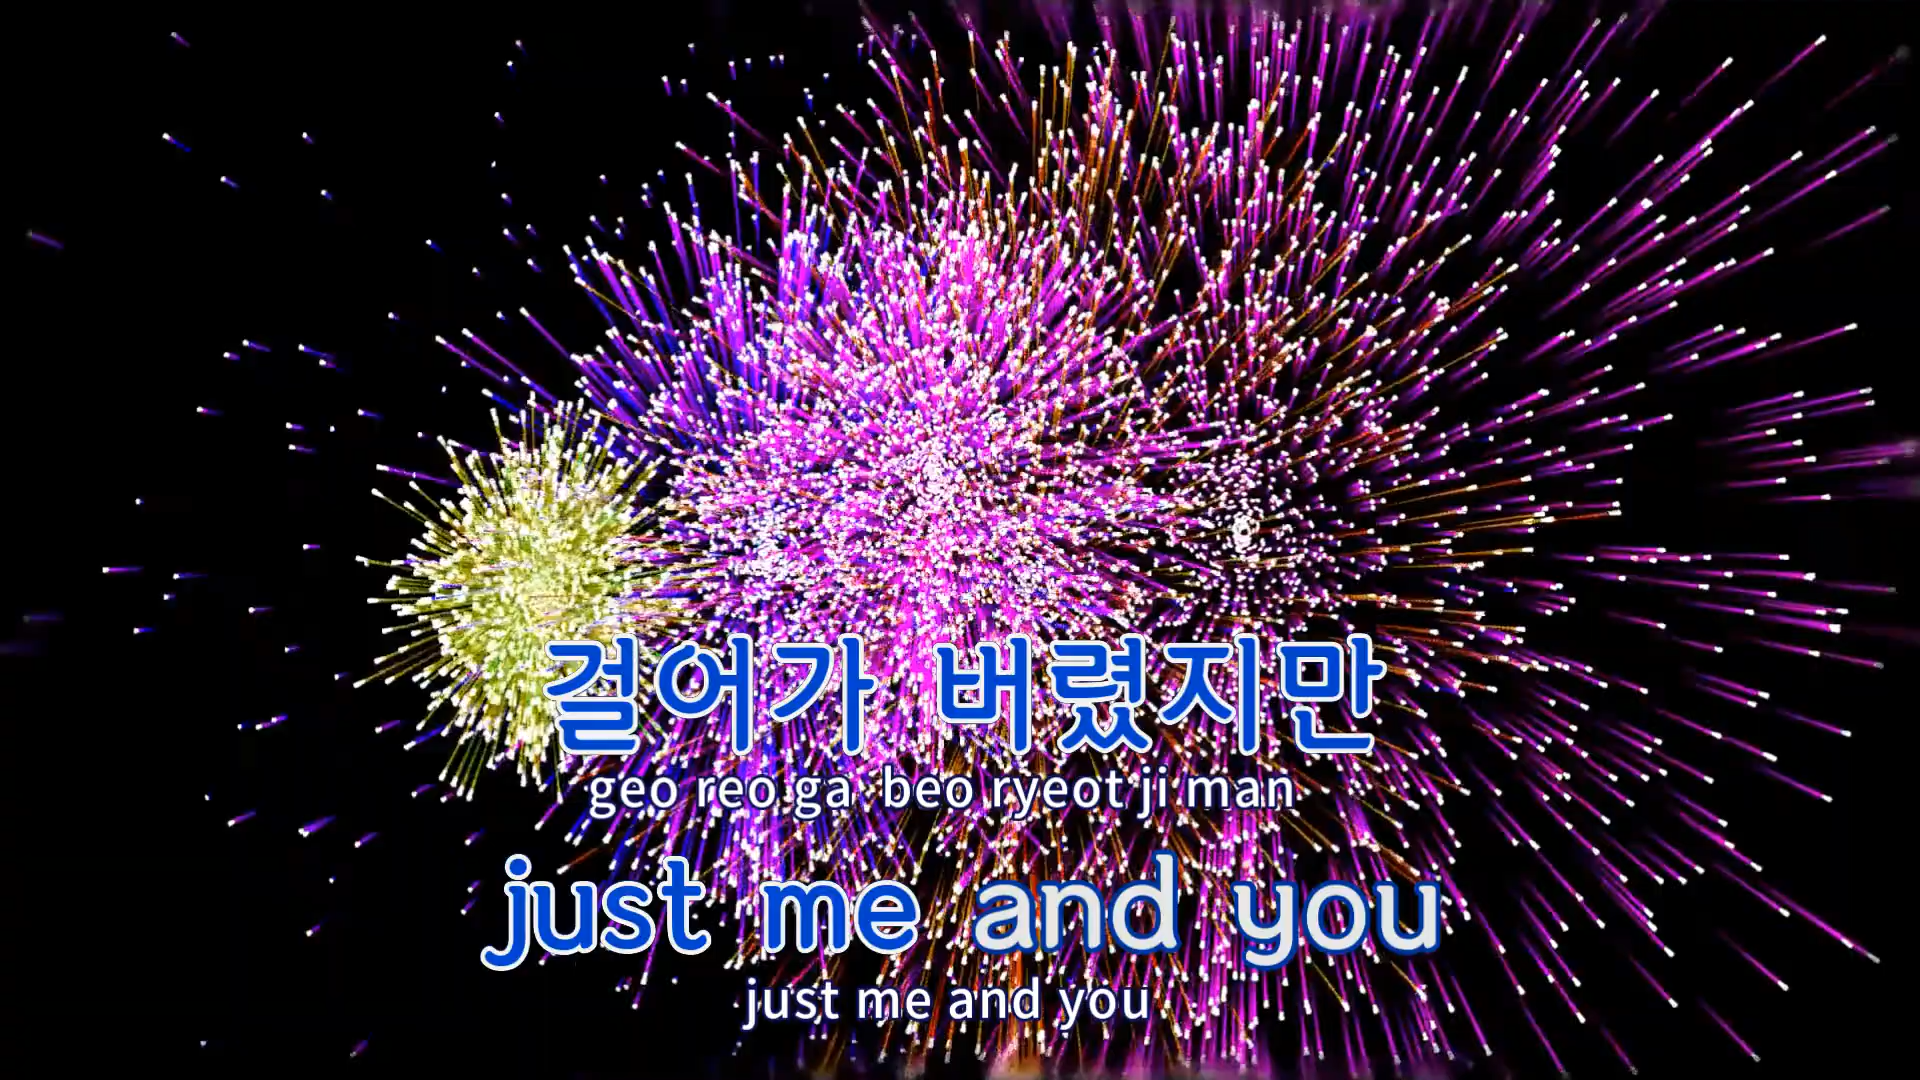 걸어가 버렸지만
geo reo ga beo ryeot ji man
just me and you
just me and you